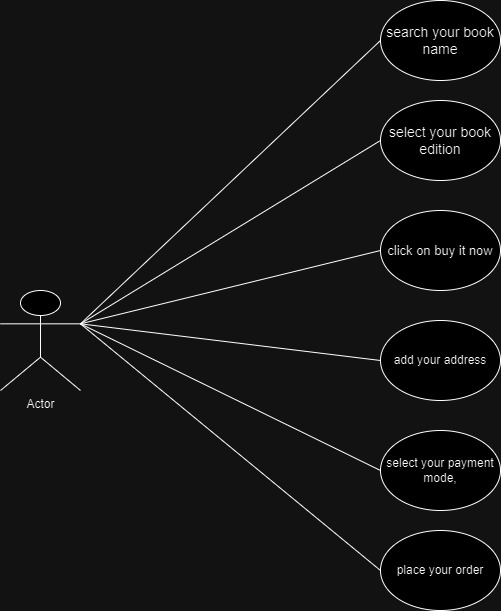 search your book
name
select your book
edition
click on buy it now
add your address
Actor
select your payment
mode,
place your order